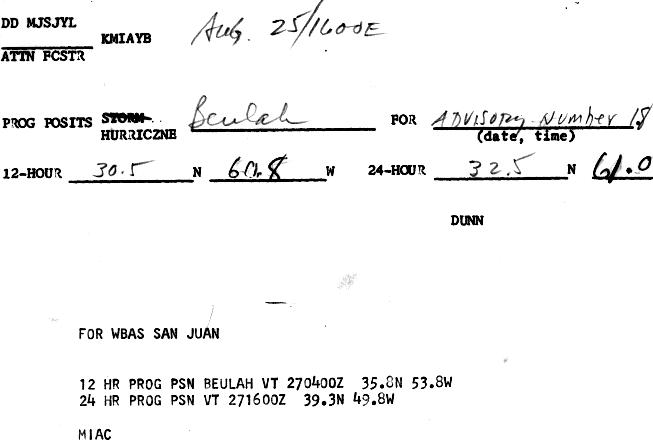 DD MJSJYL KMIAYB Aug. 25/1600E
ATTN FCSTR
PROG POSITS STORM HURRICZNE Beulah FOR ADVISORY Number 18
(date, time)
12-HOUR 30.5 N 60.8 W 24-HOUR 32.5 N 61.0
DUNN
FOR WBAS SAN JUAN
12 HR PROG PSN BEULAH VT 270400Z 35.8N 53.8W
24 HR PROG PSN VT 271600Z 39.3N 49.8W
MIAC